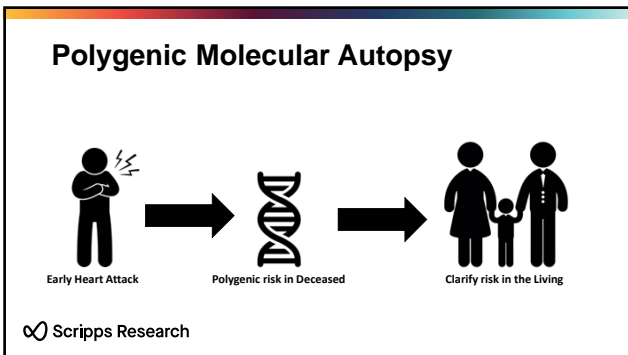 Polygenic Molecular Autopsy
Early Heart Attack
Polygenic risk in Deceased
Clarify risk in the Living
Scripps Research